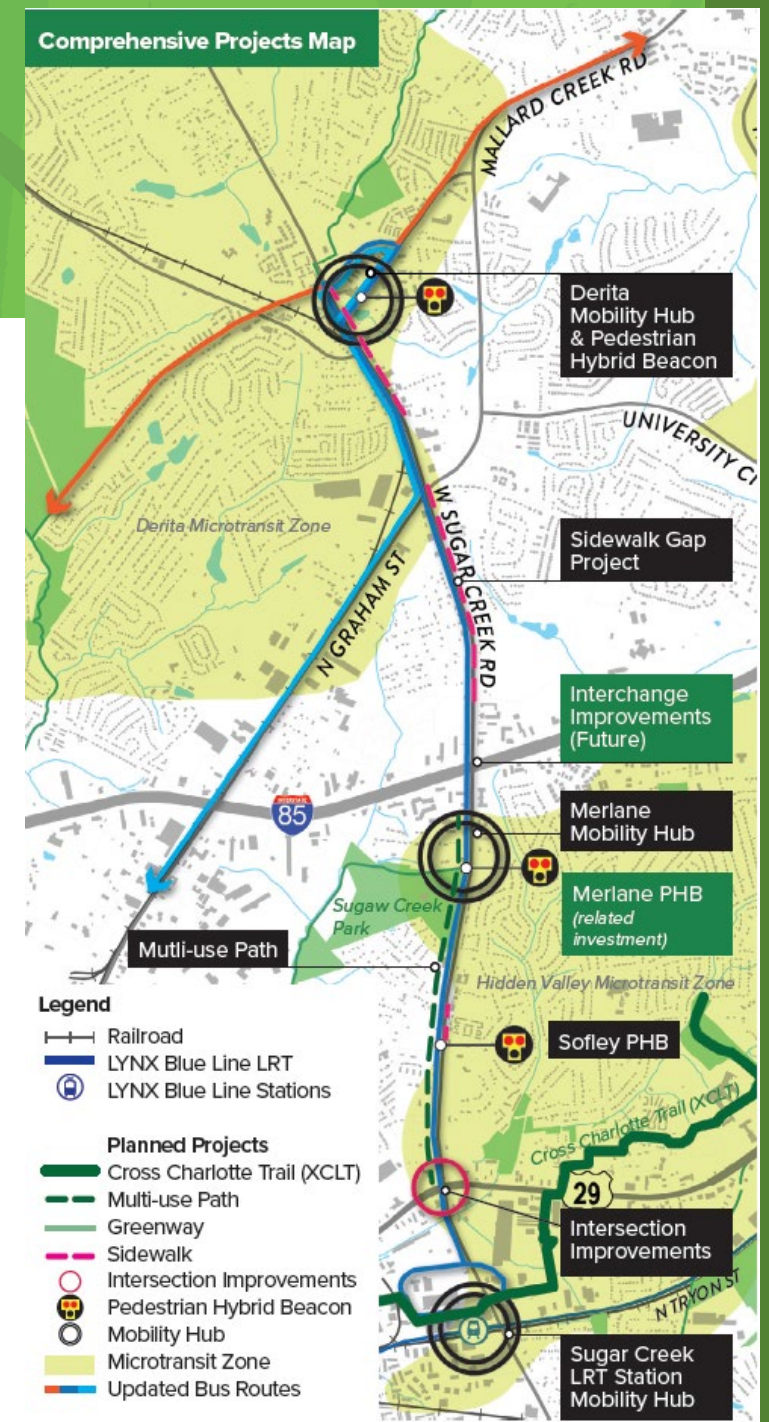 Comprehensive Projects Map
MALLARD CREEK RD
Derita
Mobility Hub
& Pedestrian
Hybrid Beacon
UNIVERSITY CI
Derita Microtransit Zone
W SUGAR CREEK RD
Sidewalk Gap
Project
N GRAHAM ST
Interchange
Improvements
(Future)
INTERSTATE
85
Merlane
Mobility Hub
Merlane PHB
(related
investment)
Sugaw Creek
Park
Mutli-use Path
Hidden Valley Microtransit Zone
Sofley PHB
Cross Charlotte Trail (XCLT)
29
Intersection
Improvements
N TRYON ST
Sugar Creek
LRT Station
Mobility Hub
Legend
Railroad
LYNX Blue Line LRT
LYNX Blue Line Stations
Planned Projects
Cross Charlotte Trail (XCLT)
Multi-use Path
Greenway
Sidewalk
Intersection Improvements
Pedestrian Hybrid Beacon
Mobility Hub
Microtransit Zone
Updated Bus Routes